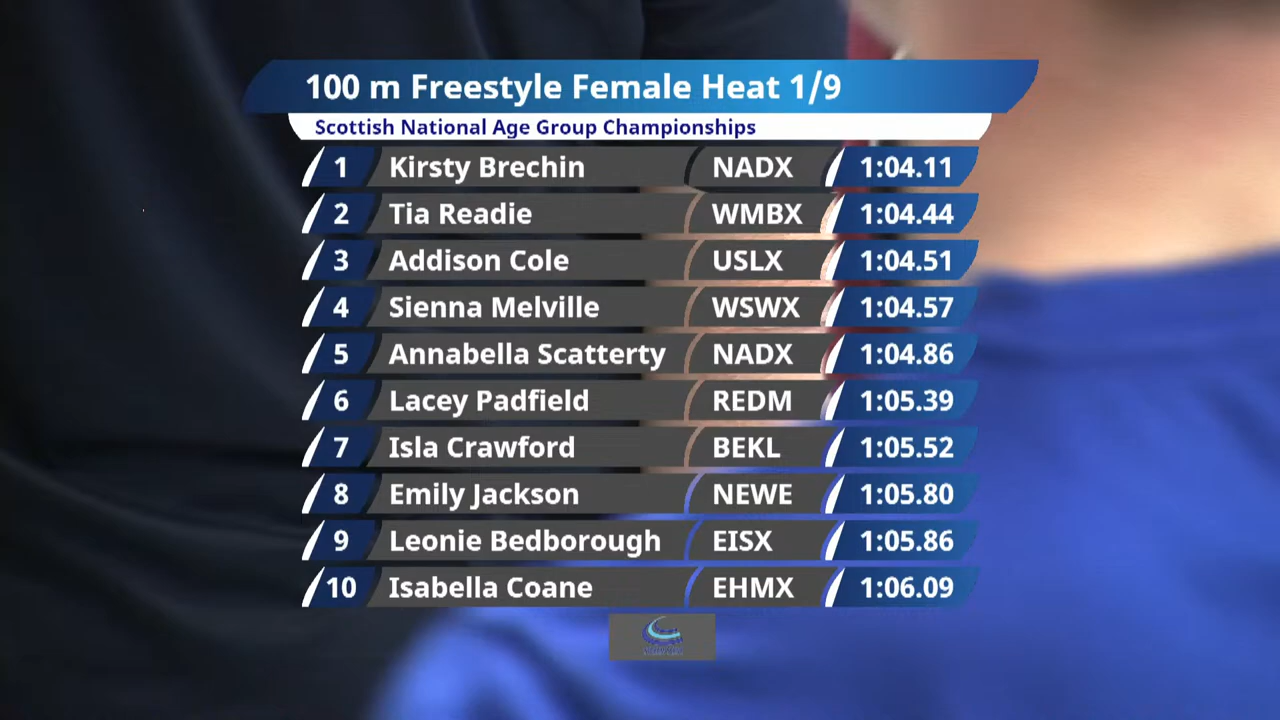 100 m Freestyle Female Heat 1/9
Scottish National Age Group Championships
1 Kirsty Brechin NADX 1:04.11
2 Tia Readie WMBX 1:04.44
3 Addison Cole USLX 1:04.51
4 Sienna Melville WSWX 1:04.57
5 Annabella Scatterty NADX 1:04.86
6 Lacey Padfield REDM 1:05.39
7 Isla Crawford BEKL 1:05.52
8 Emily Jackson NEWE 1:05.80
9 Leonie Bedborough EISX 1:05.86
10 Isabella Coane EHMX 1:06.09